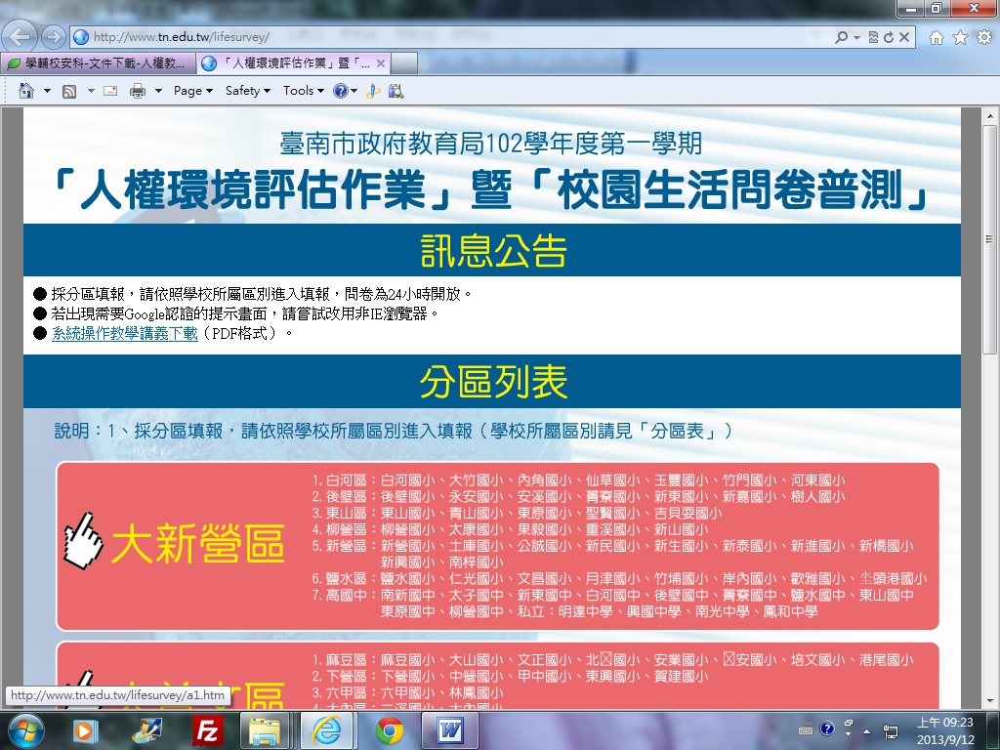 http://www.tn.edu.tw/lifesurvey/
學輔校安科-文件下載-人權教...
「人權環境評估作業」暨「...
Page
Safety
Tools
臺南市政府教育局102學年度第一學期
「人權環境評估作業」暨「校園生活問卷普測」
訊息公告
● 採分區填報，請依照學校所屬區別進入填報，問卷為24小時開放。
● 若出現需要Google認證的提示畫面，請嘗試改用非IE瀏覽器。
● 系統操作教學講義下載（PDF格式）。
分區列表
說明：1、採分區填報，請依照學校所屬區別進入填報（學校所屬區別請見「分區表」）
大新營區
1. 白河區：白河國小、大竹國小、內角國小、仙草國小、玉豐國小、竹門國小、河東國小
2. 後壁區：後壁國小、永安國小、安溪國小、菁寮國小、新東國小、新嘉國小、樹人國小
3. 東山區：東山國小、青山國小、東原國小、聖賢國小、吉貝耍國小
4. 柳營區：柳營國小、太康國小、果毅國小、重溪國小、新山國小
5. 新營區：新營國小、土庫國小、公誠國小、新民國小、新生國小、新泰國小、新進國小、新橋國小
新興國小、南梓國小
6. 鹽水區：鹽水國小、仁光國小、文昌國小、月津國小、竹埔國小、岸內國小、歡雅國小、坔頭港國小
7. 高國中：南新國中、太子國中、新東國中、白河國中、後壁國中、菁寮國中、鹽水國中、東山國中
東原國中、柳營國中、私立：明達中學、興國中學、南光中學、鳳和中學
1. 麻豆區：麻豆國小、大山國小、文正國小、北國小、安業國小、安國小、培文國小、港尾國小
2. 下營區：下營國小、中營國小、甲中國小、東興國小、賀建國小
3. 六甲區：六甲國小、林鳳國小
http://www.tn.edu.tw/lifesurvey/a1.htm
上午 09:23
2013/9/12